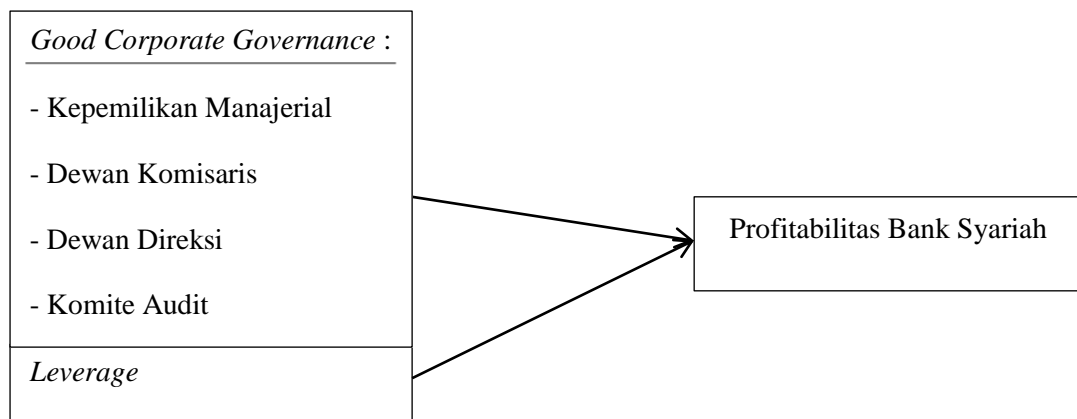 Good Corporate Governance :
- Kepemilikan Manajerial
- Dewan Komisaris
- Dewan Direksi
- Komite Audit
Leverage
Profitabilitas Bank Syariah